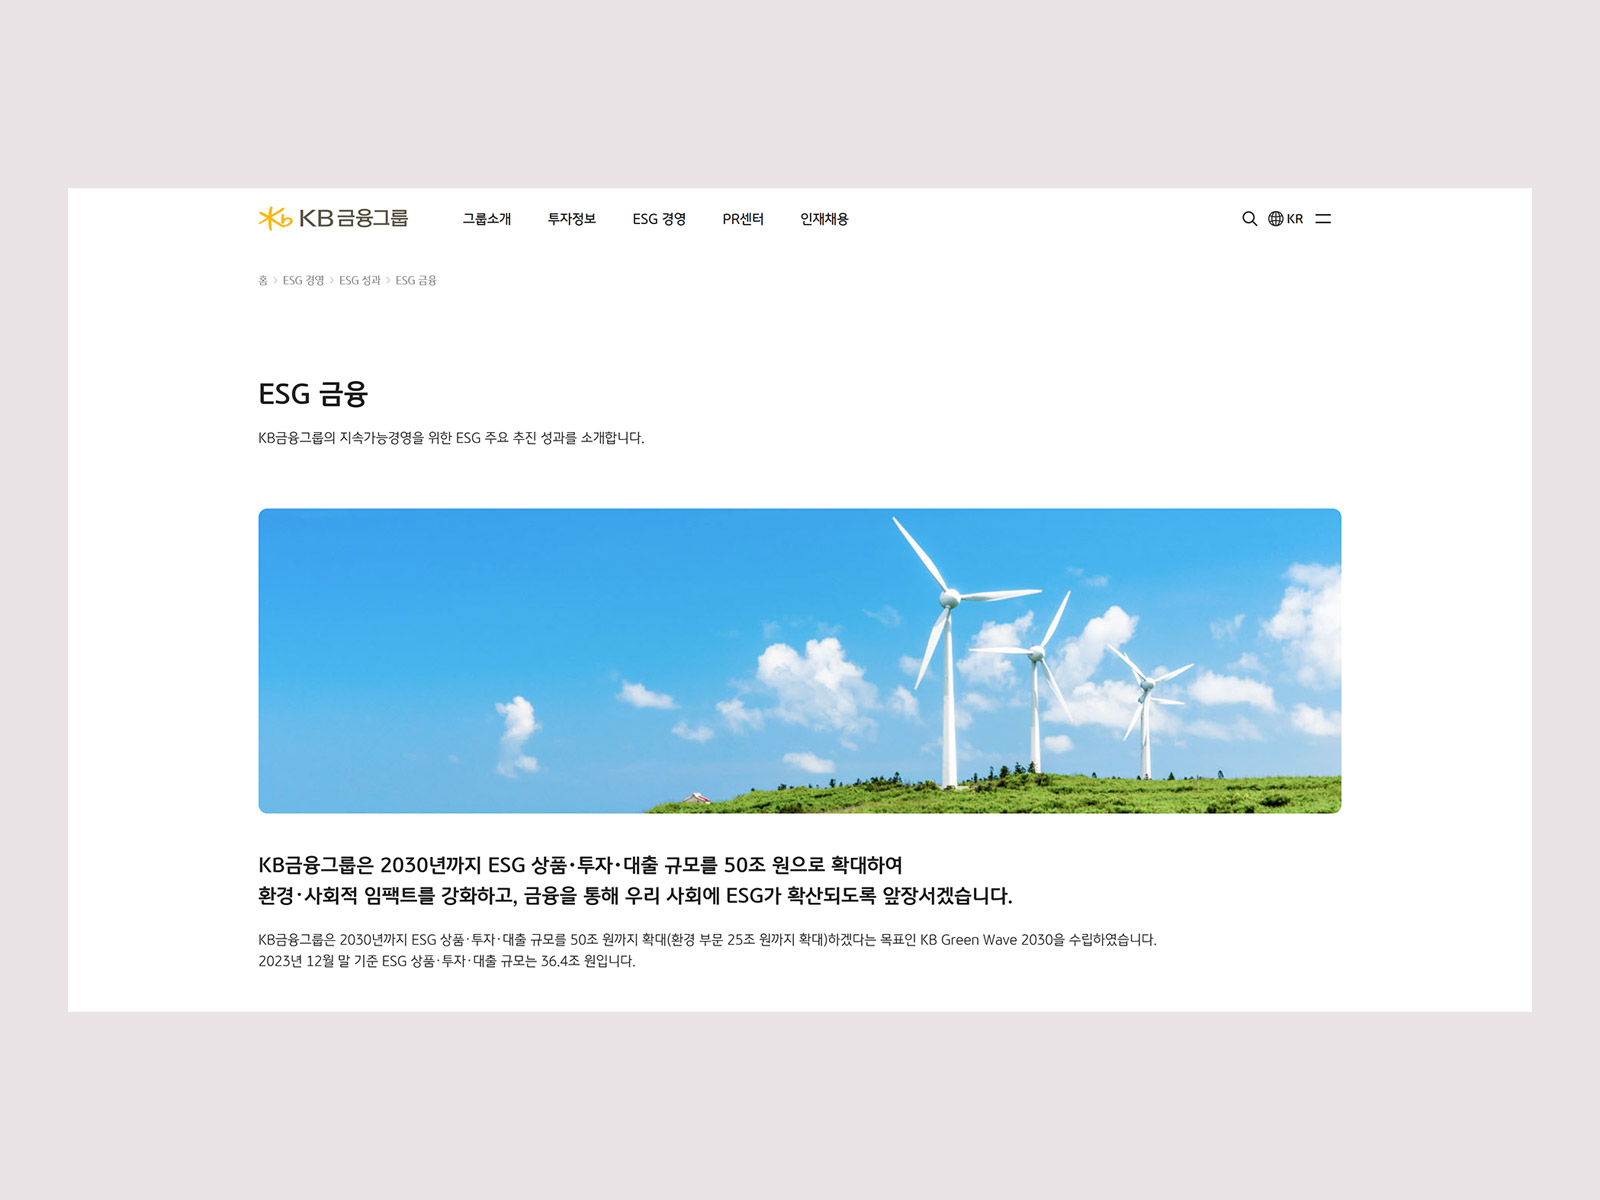 KB금융그룹 그룹소개 투자정보 ESG 경영 PR센터 인재채용 KR
홈 > ESG 경영 > ESG 성과 > ESG 금융
ESG 금융
KB금융그룹의 지속가능경영을 위한 ESG 주요 추진 성과를 소개합니다.
KB금융그룹은 2030년까지 ESG 상품·투자·대출 규모를 50조 원으로 확대하여
환경·사회적 임팩트를 강화하고, 금융을 통해 우리 사회에 ESG가 확산되도록 앞장서겠습니다.
KB금융그룹은 2030년까지 ESG 상품·투자·대출 규모를 50조 원까지 확대(환경 부문 25조 원까지 확대)하겠다는 목표인 KB Green Wave 2030을 수립하였습니다.
2023년 12월 말 기준 ESG 상품·투자·대출 규모는 36.4조 원입니다.